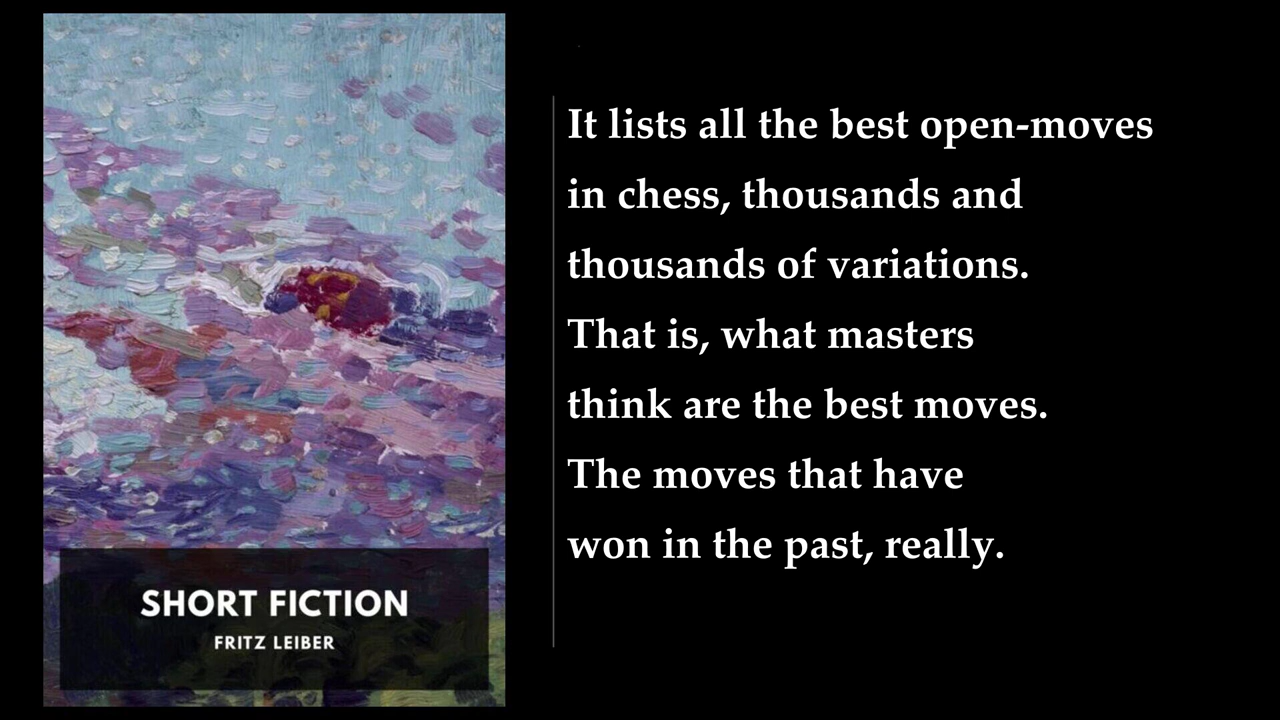 SHORT FICTION
FRITZ LEIBER
It lists all the best open-moves
in chess, thousands and
thousands of variations.
That is, what masters
think are the best moves.
The moves that have
won in the past, really.